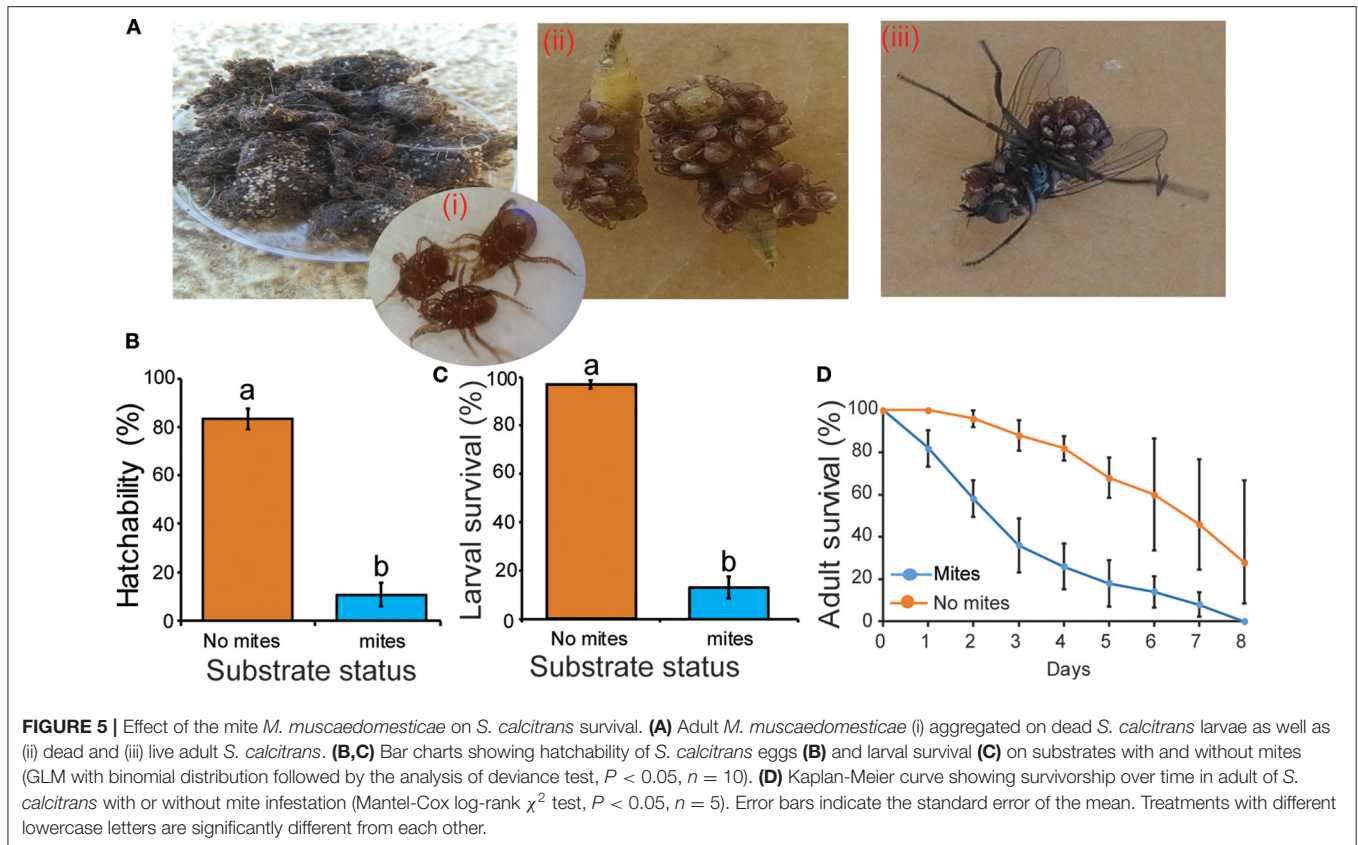 A
(i)
(ii)
(iii)
B
Hatchability (%)
100
80
60
40
20
0
a
b
No mites
mites
Substrate status
C
Larval survival (%)
100
80
60
40
20
0
a
b
No mites
mites
Substrate status
D
Adult survival (%)
100
80
60
40
20
0
Mites
No mites
0 1 2 3 4 5 6 7 8
Days
FIGURE 5 | Effect of the mite M. muscaedomesticae on S. calcitrans survival. (A) Adult M. muscaedomesticae (i) aggregated on dead S. calcitrans larvae as well as
(ii) dead and (iii) live adult S. calcitrans. (B,C) Bar charts showing hatchability of S. calcitrans eggs (B) and larval survival (C) on substrates with and without mites
(GLM with binomial distribution followed by the analysis of deviance test, P < 0.05, n = 10). (D) Kaplan-Meier curve showing survivorship over time in adult of S.
calcitrans with or without mite infestation (Mantel-Cox log-rank χ² test, P < 0.05, n = 5). Error bars indicate the standard error of the mean. Treatments with different
lowercase letters are significantly different from each other.